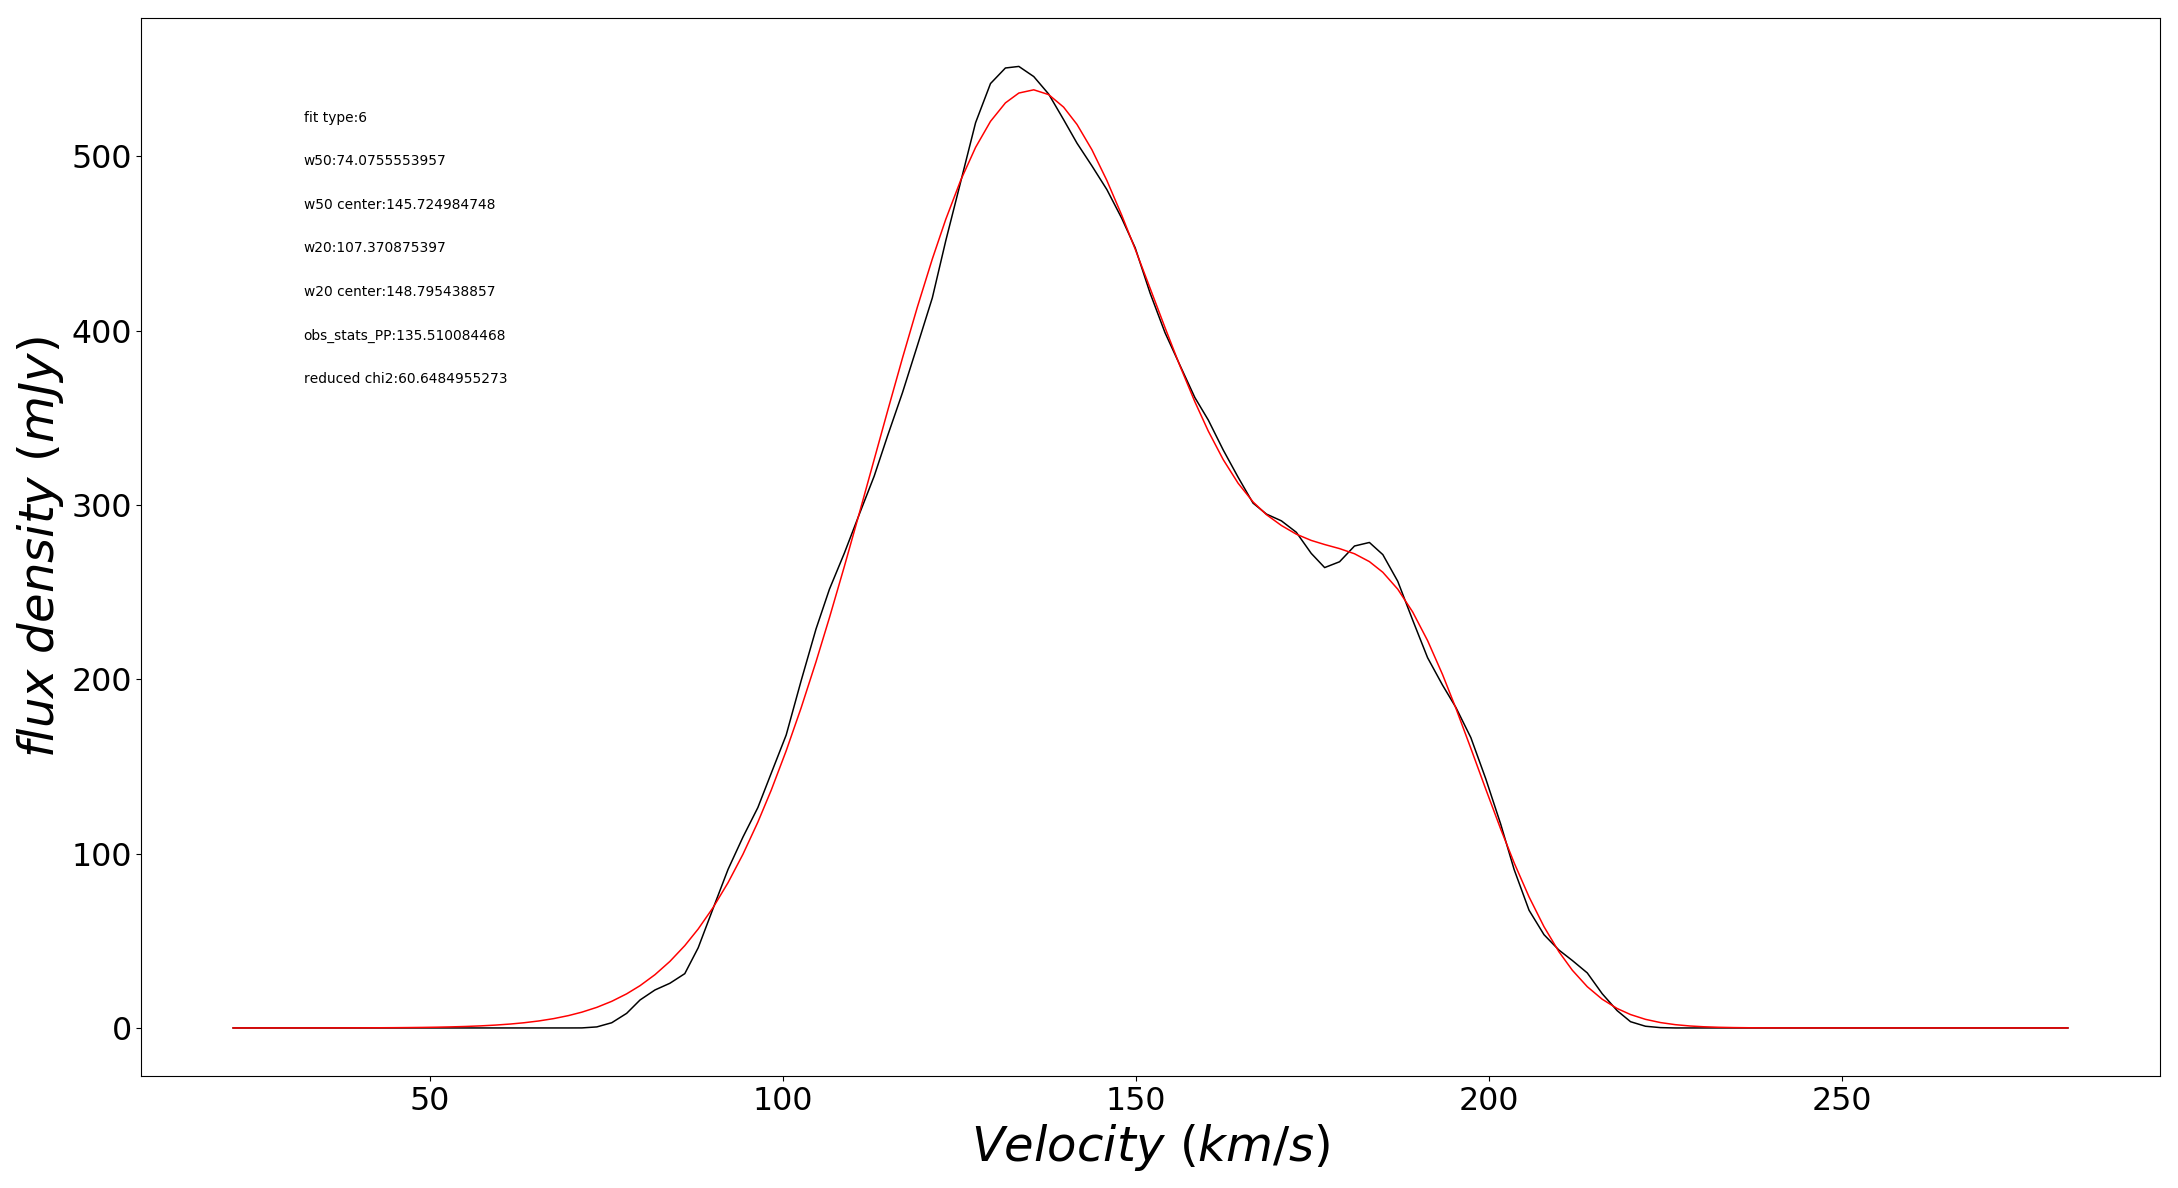 fit type:6
w50:74.0755553957
w50 center:145.724984748
w20:107.370875397
w20 center:148.795438857
obs_stats_PP:135.510084468
reduced chi2:60.6484955273
flux density (mJy)
500
400
300
200
100
0
50 100 150 200 250
Velocity (km/s)